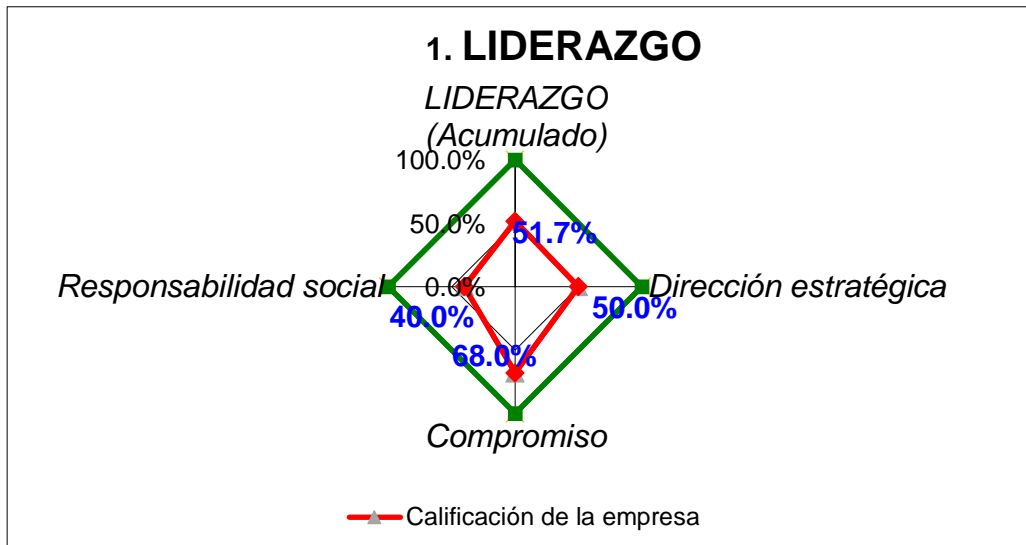 1. LIDERAZGO
LIDERAZGO
(Acumulado)
100.0%
50.0%
51.7%
Responsabilidad social
0.0%
Dirección estratégica
40.0%
50.0%
68.0%
Compromiso
Calificación de la empresa